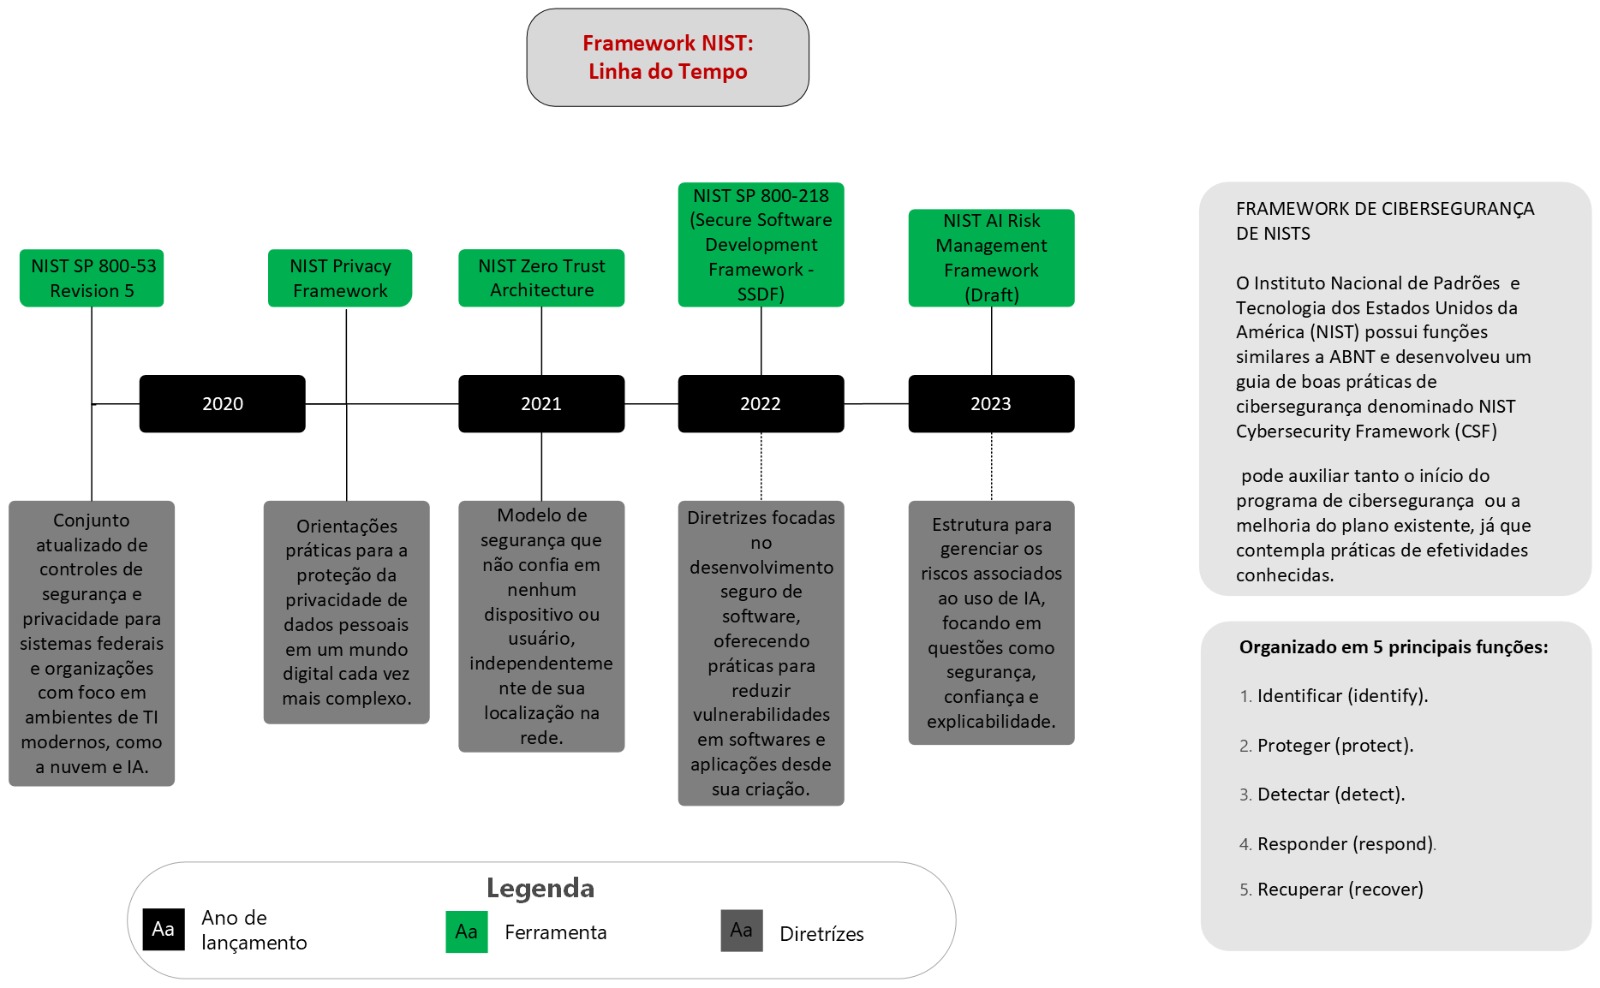 Framework NIST:
Linha do Tempo
NIST SP 800-53
Revision 5
NIST Privacy
Framework
NIST Zero Trust
Architecture
NIST SP 800-218
(Secure Software
Development
Framework -
SSDF)
NIST AI Risk
Management
Framework
(Draft)
2020
2021
2022
2023
Conjunto
atualizado de
controles de
segurança e
privacidade para
sistemas federais
e organizações
com foco em
ambientes de TI
modernos, como
a nuvem e IA.
Orientações
práticas para a
proteção da
privacidade de
dados pessoais
em um mundo
digital cada vez
mais complexo.
Modelo de
segurança que
não confia em
nenhum
dispositivo ou
usuário,
independenteme
nte de sua
localização na
rede.
Diretrizes focadas
no
desenvolvimento
seguro de
software,
oferecendo
práticas para
reduzir
vulnerabilidades
em softwares e
aplicações desde
sua criação.
Estrutura para
gerenciar os
riscos associados
ao uso de IA,
focando em
questões como
segurança,
confiança e
explicabilidade.
FRAMEWORK DE CIBERSEGURANÇA
DE NISTS
O Instituto Nacional de Padrões e
Tecnologia dos Estados Unidos da
América (NIST) possui funções
similares a ABNT e desenvolveu um
guia de boas práticas de
cibersegurança denominado NIST
Cybersecurity Framework (CSF)
pode auxiliar tanto o início do
programa de cibersegurança ou a
melhoria do plano existente, já que
contempla práticas de efetividades
conhecidas.
Organizado em 5 principais funções:
1. Identificar (identify).
2. Proteger (protect).
3. Detectar (detect).
4. Responder (respond).
5. Recuperar (recover)
Legenda
Aa
Ano de
lançamento
Aa
Ferramenta
Aa
Diretrízes